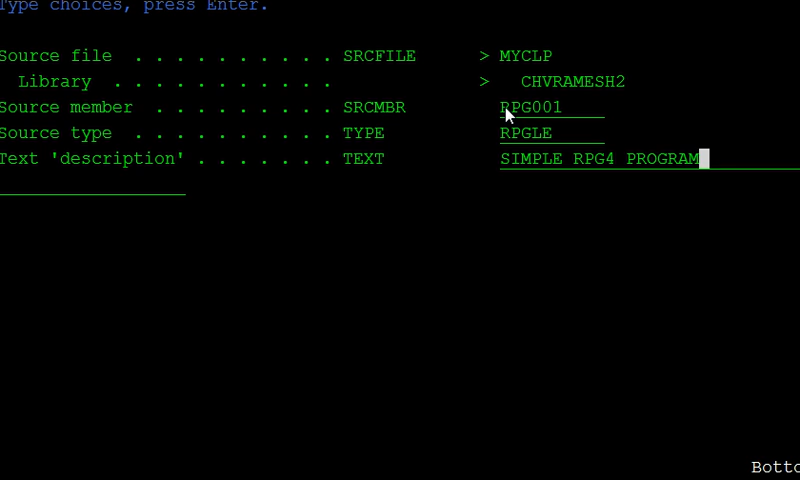 Type choices, press Enter.
Source file . . . . . . . . . . SRCFILE > MYCLP
Library . . . . . . . . . . . > CHVRAMESH2
Source member . . . . . . . . . SRCMBR RPG001
Source type . . . . . . . . . . TYPE RPGLE
Text 'description' . . . . . . . TEXT SIMPLE RPG4 PROGRAM
Botto